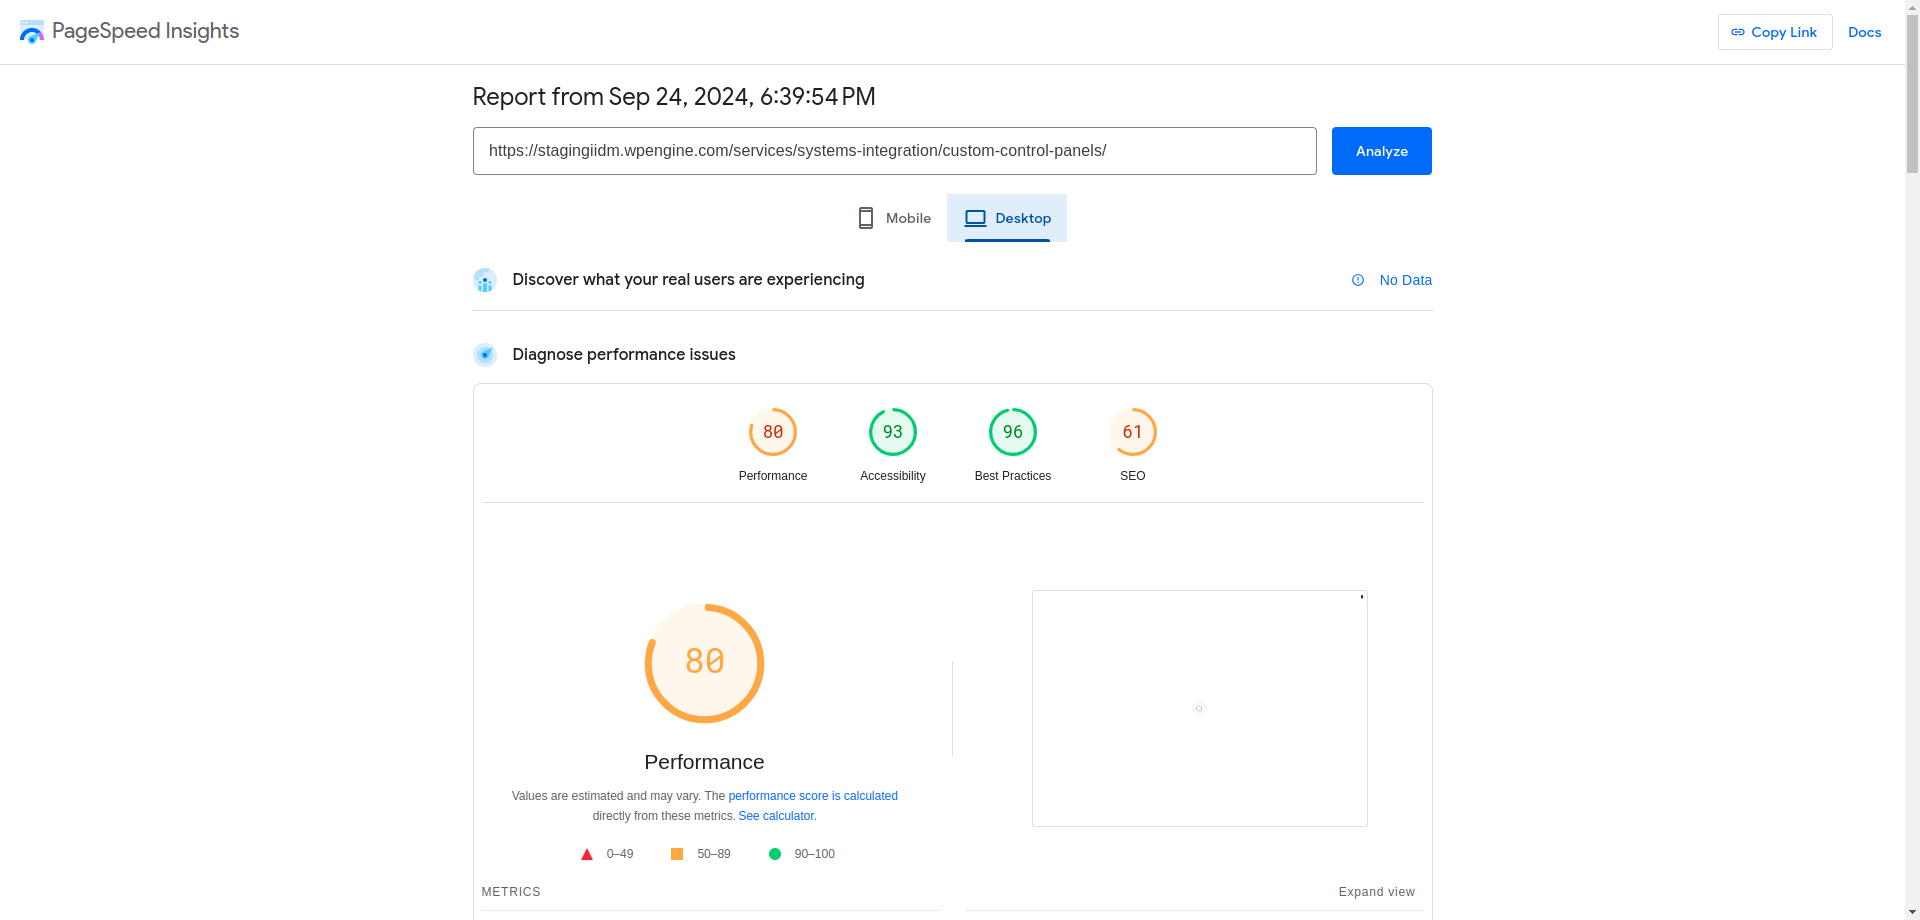 PageSpeed Insights
Copy Link
Docs
Report from Sep 24, 2024, 6:39:54 PM
https://stagingiidm.wpengine.com/services/systems-integration/custom-control-panels/
Analyze
Mobile
Desktop
Discover what your real users are experiencing
No Data
Diagnose performance issues
80
93
96
61
Performance
Accessibility
Best Practices
SEO
80
Performance
Values are estimated and may vary. The performance score is calculated
directly from these metrics. See calculator.
0–49
50–89
90–100
METRICS
Expand view